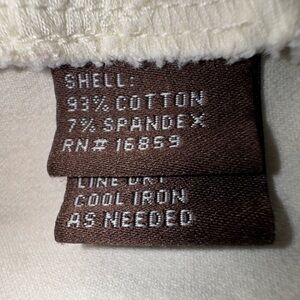 SHELL:
93% COTTON
7% SPANDEX
RN# 16859
LINE DRY
COOL IRON
AS NEEDED